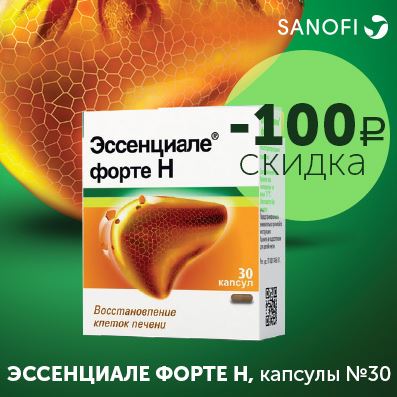 SANOFI
-100₽
скидка
Эссенциале®
форте Н
30
капсул
Восстановление
клеток печени
ЭССЕНЦИАЛЕ ФОРТЕ Н, капсулы №30